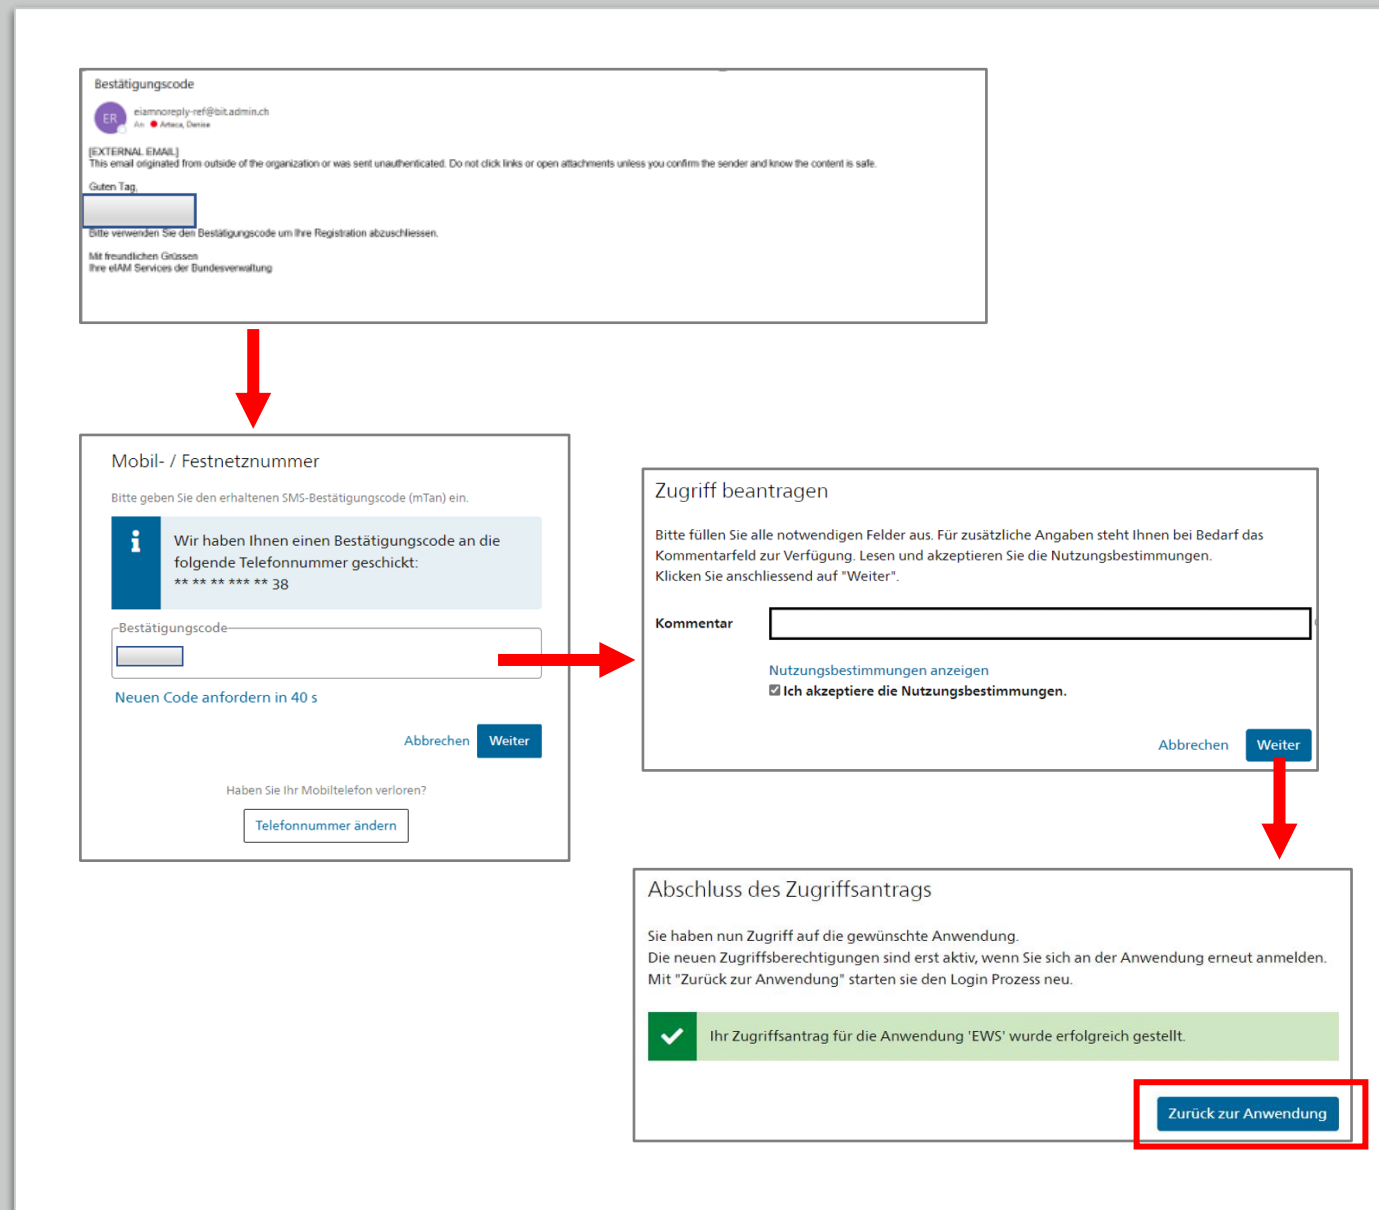 Bestätigungscode
ER
eiamnoreply-ref@bit.admin.ch
An Arteca, Denise
[EXTERNAL EMAIL]
This email originated from outside of the organization or was sent unauthenticated. Do not click links or open attachments unless you confirm the sender and know the content is safe.
Guten Tag,
Bitte verwenden Sie den Bestätigungscode um Ihre Registration abzuschliessen.
Mit freundlichen Grüssen
Ihre eIAM Services der Bundesverwaltung
Mobil- / Festnetznummer
Bitte geben Sie den erhaltenen SMS-Bestätigungscode (mTan) ein.
i
Wir haben Ihnen einen Bestätigungscode an die
folgende Telefonnummer geschickt:
** ** ** *** ** 38
Bestätigungscode
Neuen Code anfordern in 40 s
Abbrechen Weiter
Haben Sie Ihr Mobiltelefon verloren?
Telefonnummer ändern
Zugriff beantragen
Bitte füllen Sie alle notwendigen Felder aus. Für zusätzliche Angaben steht Ihnen bei Bedarf das
Kommentarfeld zur Verfügung. Lesen und akzeptieren Sie die Nutzungsbestimmungen.
Klicken Sie anschliessend auf "Weiter".
Kommentar
Nutzungsbestimmungen anzeigen
Ich akzeptiere die Nutzungsbestimmungen.
Abbrechen Weiter
Abschluss des Zugriffsantrags
Sie haben nun Zugriff auf die gewünschte Anwendung.
Die neuen Zugriffsberechtigungen sind erst aktiv, wenn Sie sich an der Anwendung erneut anmelden.
Mit "Zurück zur Anwendung" starten sie den Login Prozess neu.
Ihr Zugriffsantrag für die Anwendung 'EWS' wurde erfolgreich gestellt.
Zurück zur Anwendung